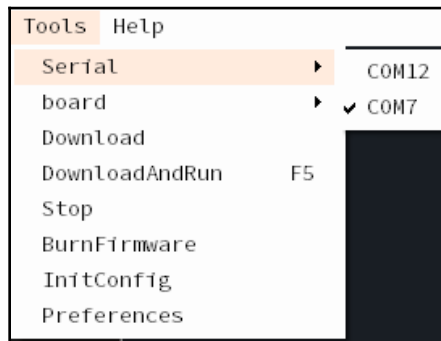 Tools Help
Serial COM12
board COM7
Download
DownloadAndRun F5
Stop
BurnFirmware
InitConfig
Preferences